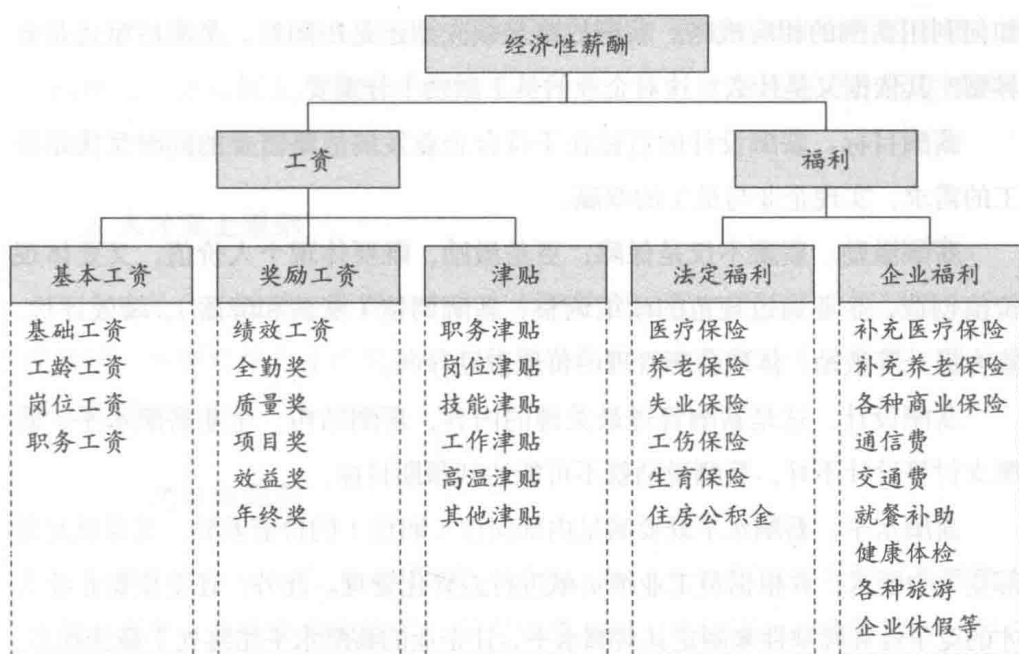 经济性薪酬
工资
福利
基本工资
基础工资
工龄工资
岗位工资
职务工资
奖励工资
绩效工资
全勤奖
质量奖
项目奖
效益奖
年终奖
津贴
职务津贴
岗位津贴
技能津贴
工作津贴
高温津贴
其他津贴
法定福利
医疗保险
养老保险
失业保险
工伤保险
生育保险
住房公积金
企业福利
补充医疗保险
补充养老保险
各种商业保险
通信费
交通费
就餐补助
健康体检
各种旅游
企业休假等